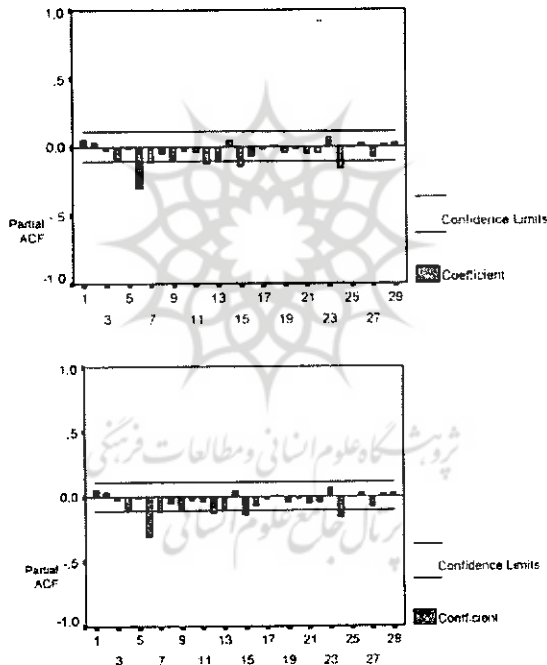 1.0
.5
0.0
Partial
ACF
-.5
-1 0
Confidence Limits
Coefficient
1 5 9 13 17 21 25 29
3 7 11 15 19 23 27
پژوهشگاه علوم انسانی و مطالعات فرهنگی
پرتال جامع علوم انسانی
1.0
.5
0.0
Partial
ACF
-.5
-1.0
Confidence Limits
Coefficient
1 5 9 13 17 21 25 29
3 7 11 15 19 23 27